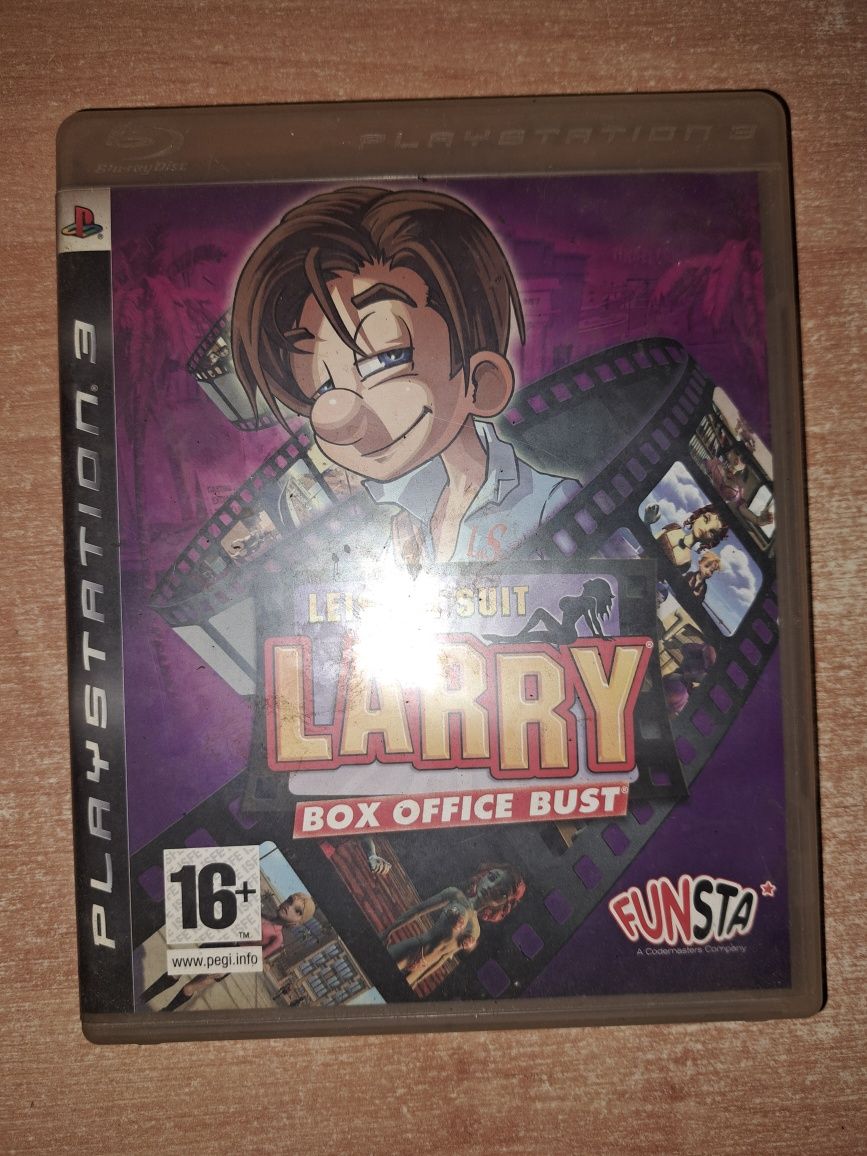 Blu-ray Disc
PLAYSTATION 3
PLAYSTATION®3
L.S
SUIT
LARRY®
BOX OFFICE BUST®
16+
TM
www.pegi.info
FUNSTA
A Codemasters Company